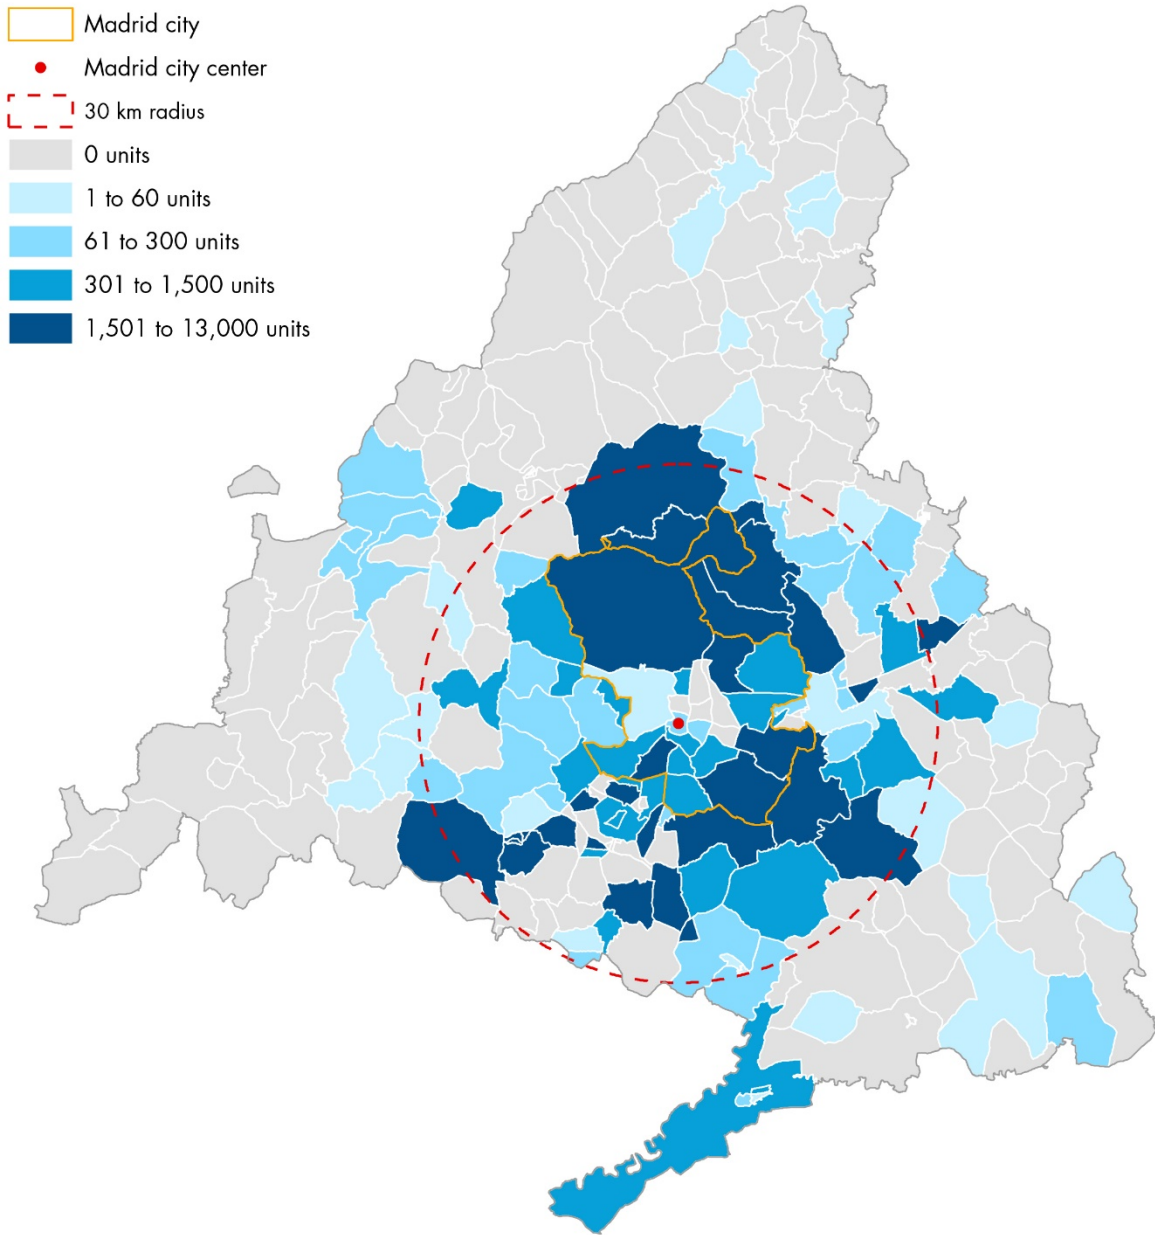 Madrid city
Madrid city center
30 km radius
0 units
1 to 60 units
61 to 300 units
301 to 1,500 units
1,501 to 13,000 units